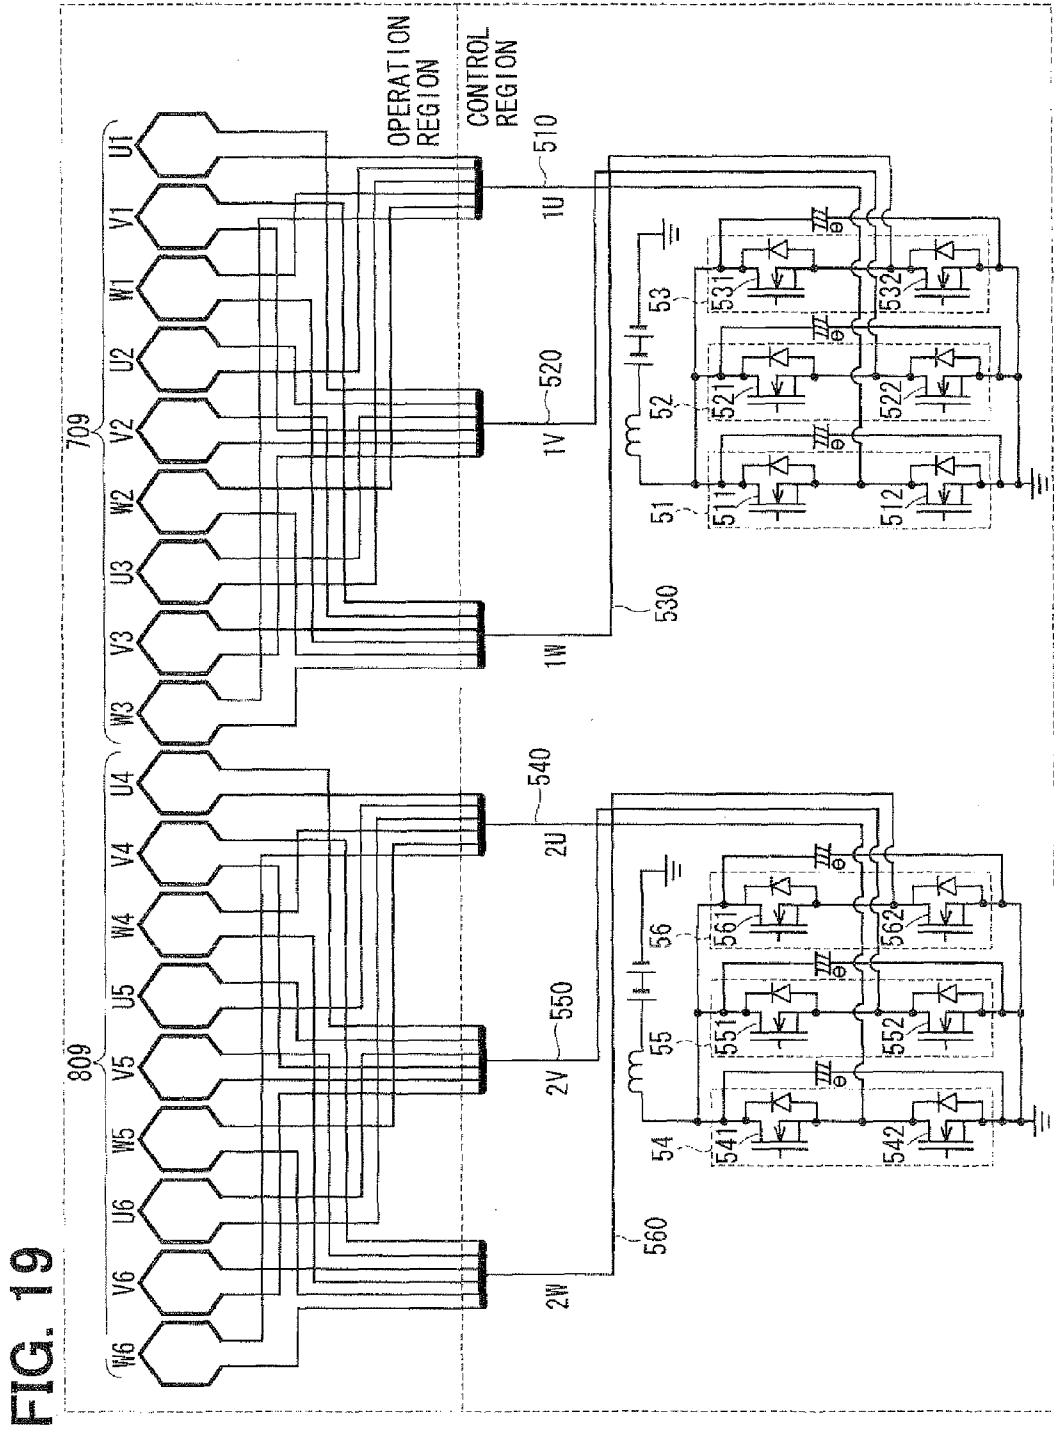 FIG. 19
809
709
W6
V6
U6
W5
V5
U5
W4
V4
U4
W3
V3
U3
W2
V2
U2
W1
V1
U1
OPERATION
REGION
CONTROL
REGION
2W
560
2V
550
2U
540
1W
530
1V
520
1U
510
54
541
542
55
551
552
56
561
562
51
511
512
52
521
522
53
531
532
⊕
⊕
⊕
⊕
⊕
⊕